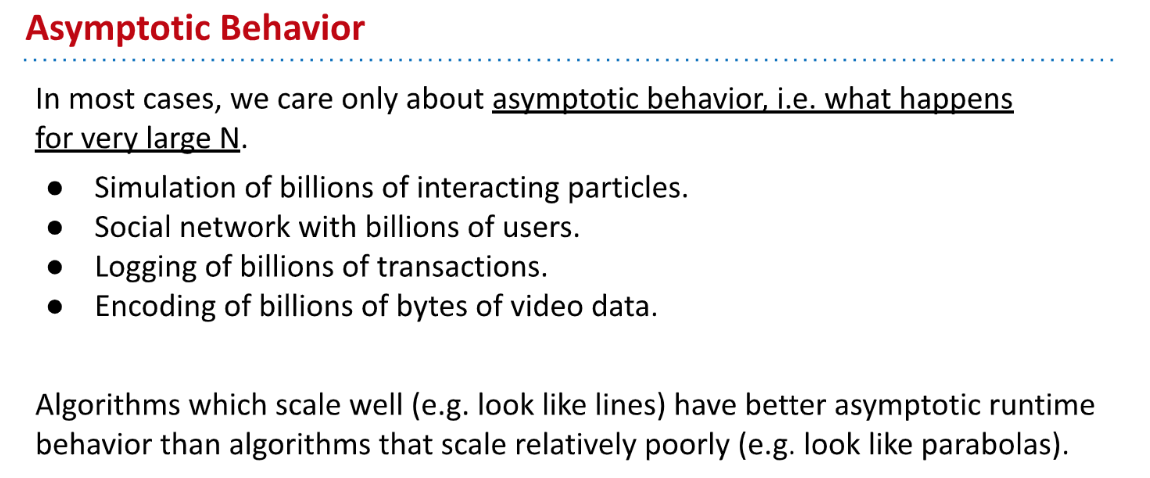 Asymptotic Behavior
In most cases, we care only about asymptotic behavior, i.e. what happens
for very large N.
● Simulation of billions of interacting particles.
● Social network with billions of users.
● Logging of billions of transactions.
● Encoding of billions of bytes of video data.
Algorithms which scale well (e.g. look like lines) have better asymptotic runtime
behavior than algorithms that scale relatively poorly (e.g. look like parabolas).